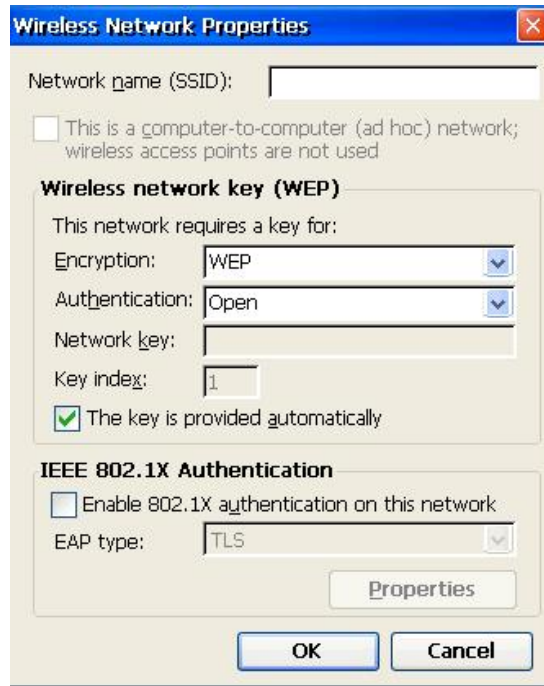 Wireless Network Properties
Network name (SSID):
This is a computer-to-computer (ad hoc) network;
wireless access points are not used
Wireless network key (WEP)
This network requires a key for:
Encryption: WEP
Authentication: Open
Network key:
Key index: 1
The key is provided automatically
IEEE 802.1X Authentication
Enable 802.1X authentication on this network
EAP type: TLS
Properties
OK Cancel